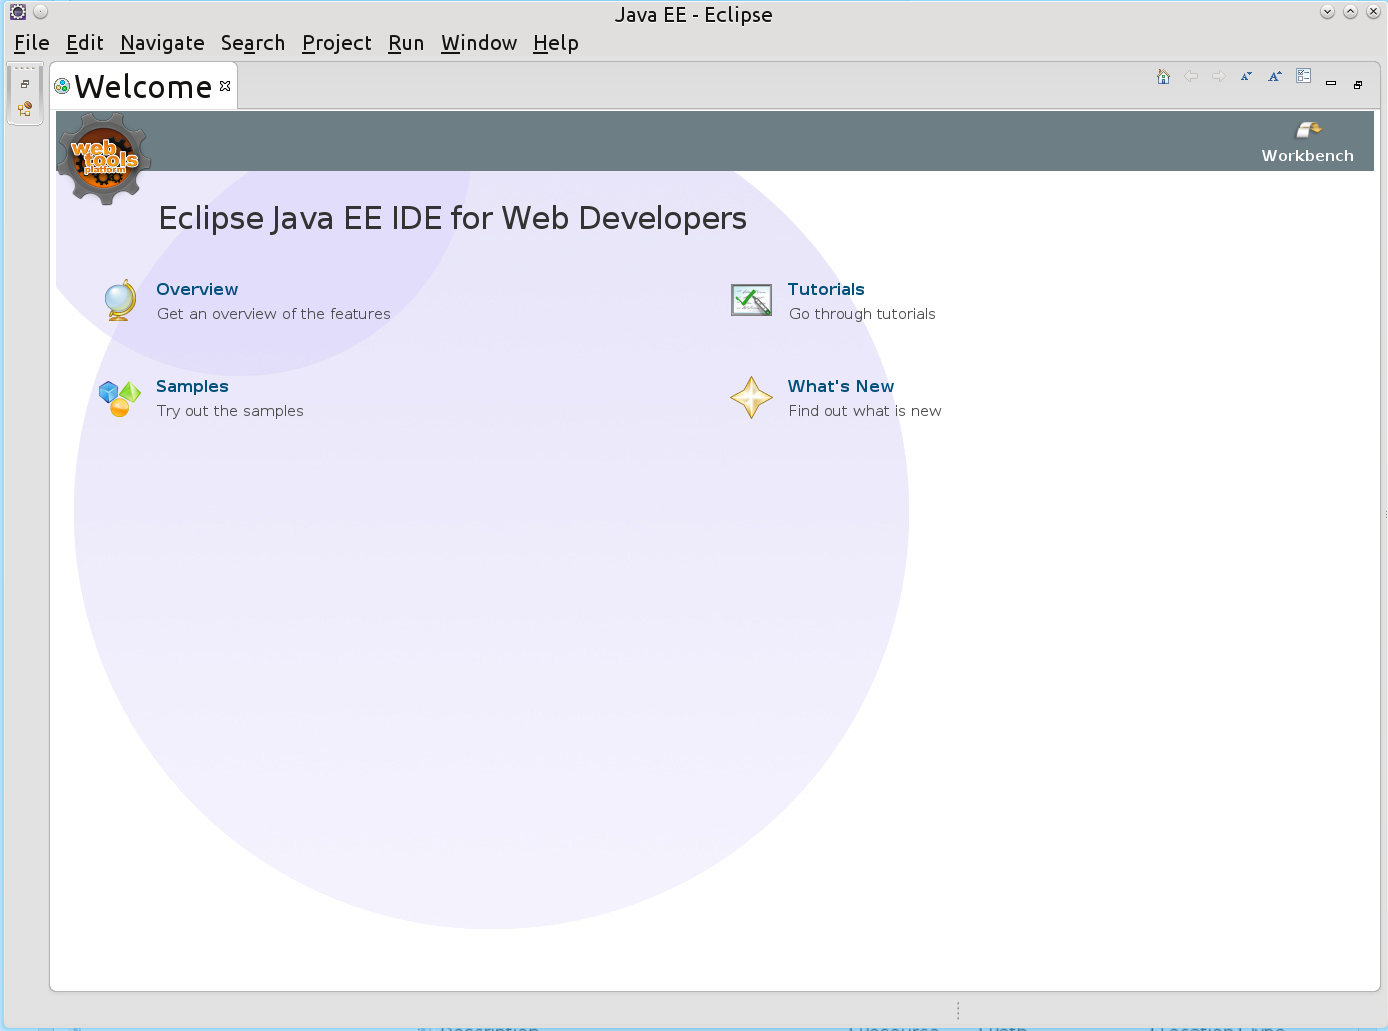 Java EE - Eclipse
File Edit Navigate Search Project Run Window Help
Welcome
web
tools
platform
Workbench
Eclipse Java EE IDE for Web Developers
Overview
Get an overview of the features
Tutorials
Go through tutorials
Samples
Try out the samples
What's New
Find out what is new